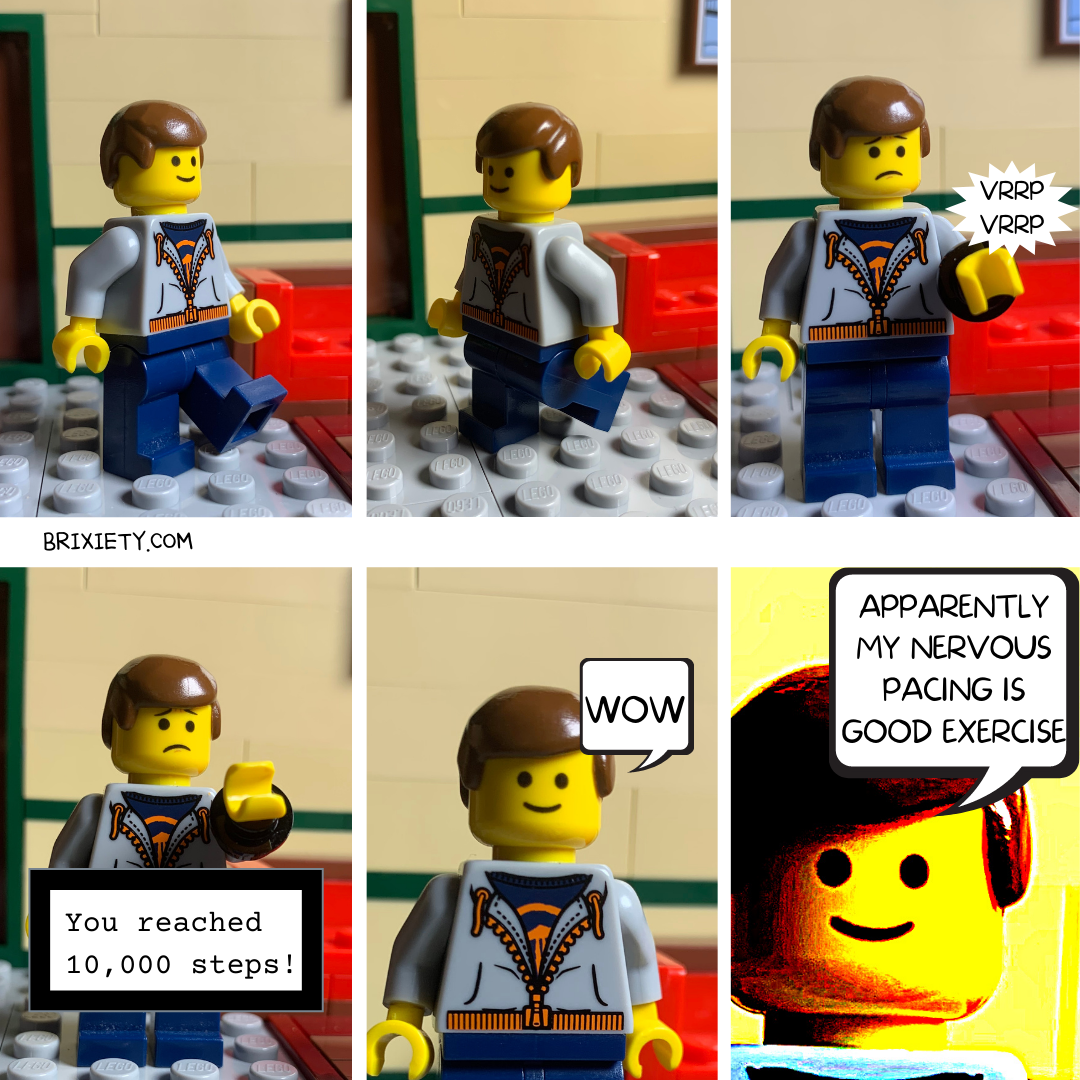 VRRP
VRRP
BRIXIETY.COM
You reached
10,000 steps!
WOW
APPARENTLY
MY NERVOUS
PACING IS
GOOD EXERCISE